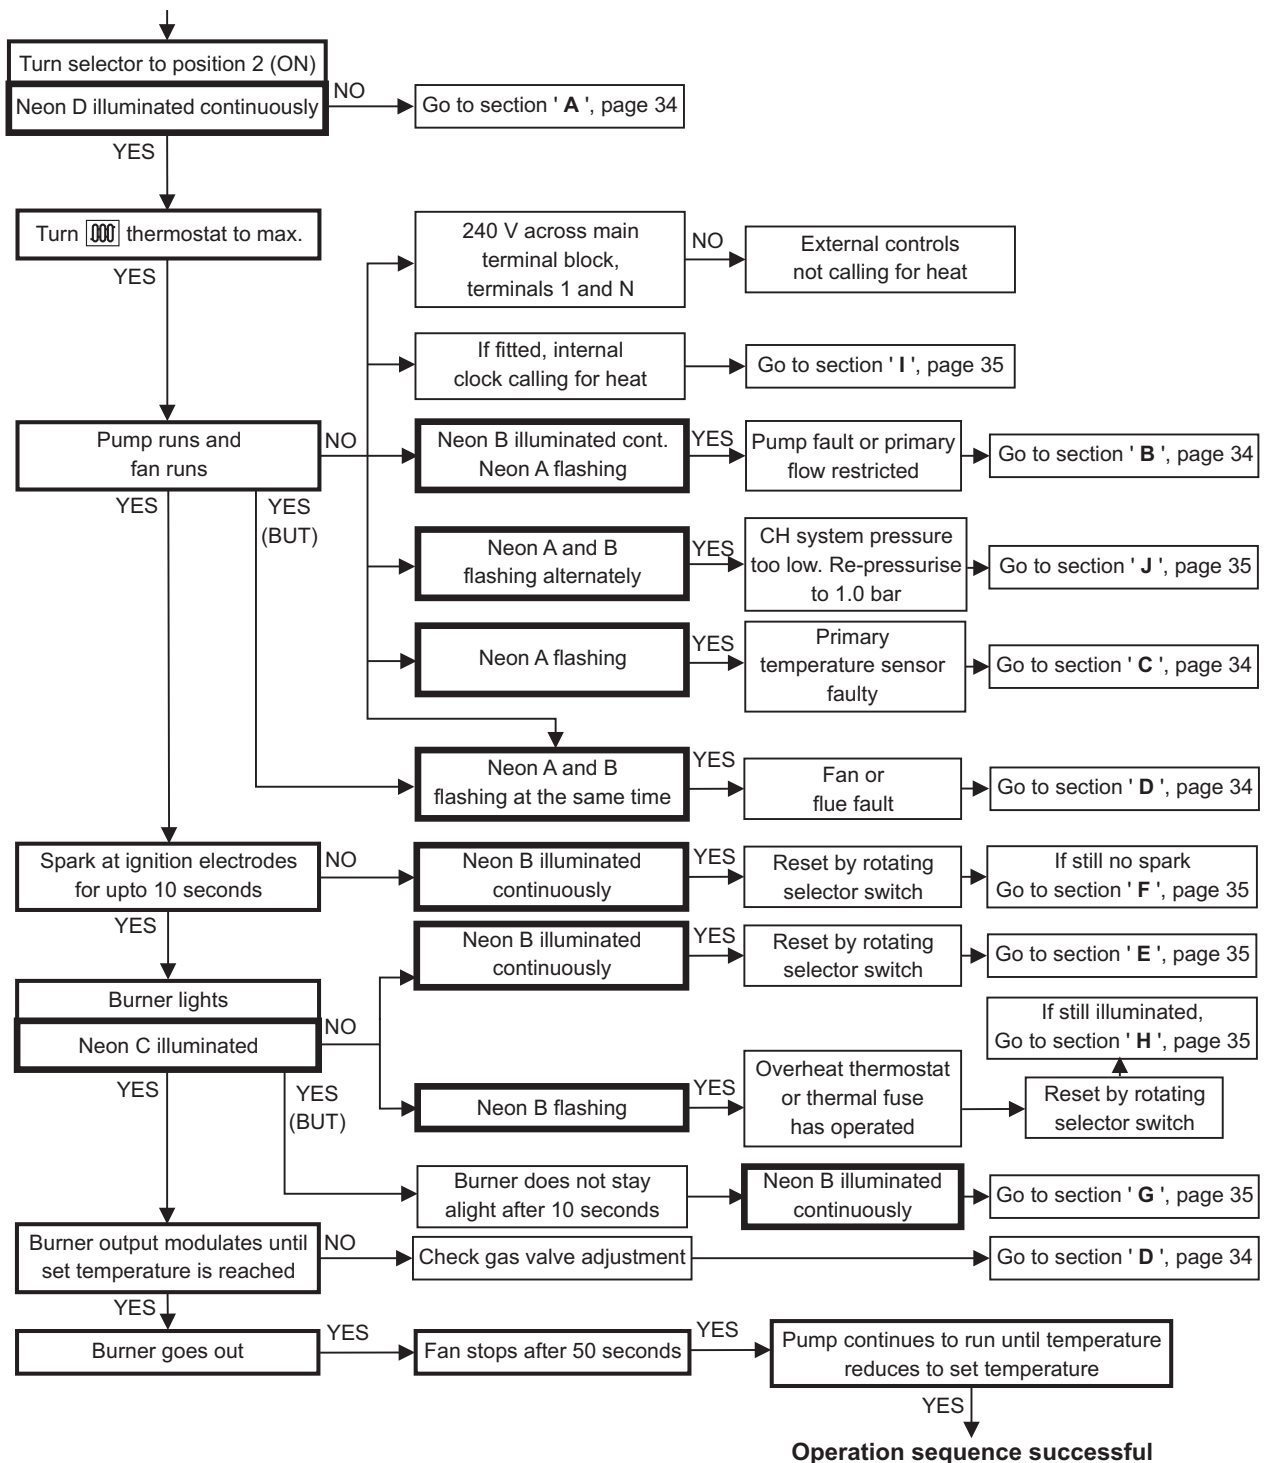 Turn selector to position 2 (ON)
Neon D illuminated continuously
NO
Go to section ' A ', page 34
YES
Turn thermostat to max.
YES
240 V across main
terminal block,
terminals 1 and N
NO
External controls
not calling for heat
If fitted, internal
clock calling for heat
Go to section ' I ', page 35
Pump runs and
fan runs
NO
Neon B illuminated cont.
Neon A flashing
YES
Pump fault or primary
flow restricted
Go to section ' B ', page 34
YES
YES
(BUT)
Neon A and B
flashing alternately
YES
CH system pressure
too low. Re-pressurise
to 1.0 bar
Go to section ' J ', page 35
Neon A flashing
YES
Primary
temperature sensor
faulty
Go to section ' C ', page 34
Neon A and B
flashing at the same time
YES
Fan or
flue fault
Go to section ' D ', page 34
Spark at ignition electrodes
for upto 10 seconds
NO
Neon B illuminated
continuously
YES
Reset by rotating
selector switch
If still no spark
Go to section ' F ', page 35
YES
Neon B illuminated
continuously
YES
Reset by rotating
selector switch
Go to section ' E ', page 35
Burner lights
Neon C illuminated
NO
If still illuminated,
Go to section ' H ', page 35
YES
YES
(BUT)
Neon B flashing
YES
Overheat thermostat
or thermal fuse
has operated
Reset by rotating
selector switch
Burner does not stay
alight after 10 seconds
Neon B illuminated
continuously
Go to section ' G ', page 35
Burner output modulates until
set temperature is reached
NO
Check gas valve adjustment
Go to section ' D ', page 34
YES
Burner goes out
YES
Fan stops after 50 seconds
YES
Pump continues to run until temperature
reduces to set temperature
YES
Operation sequence successful